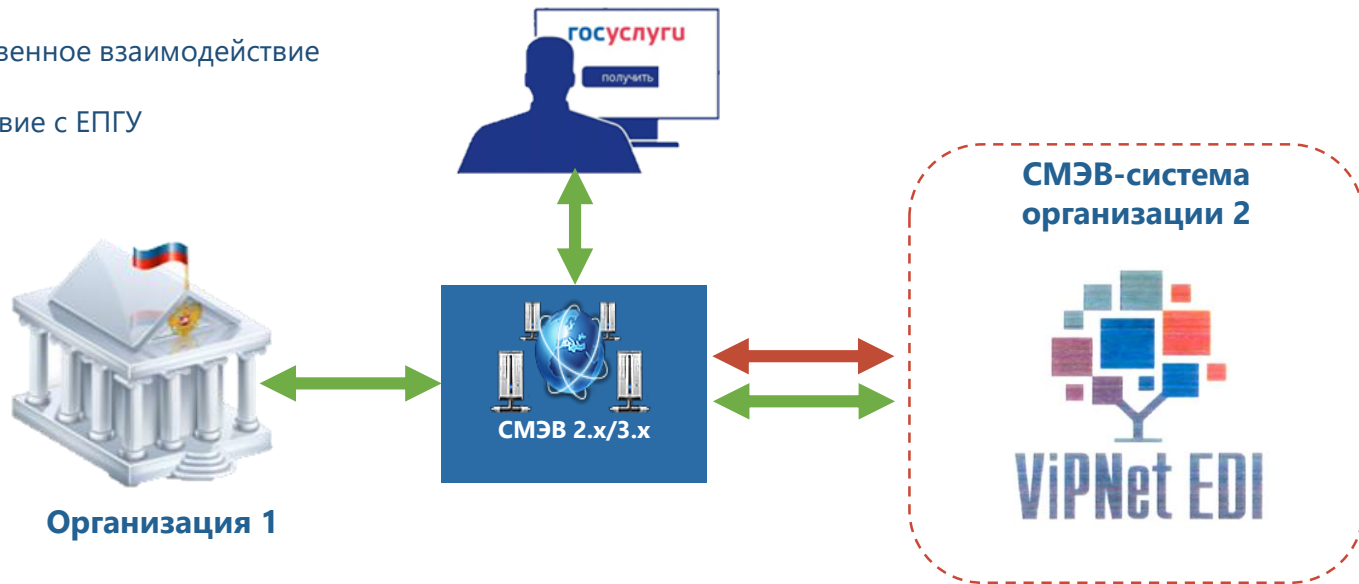 госуслуги
венное взаимодействие
получить
вие с ЕПГУ
СМЭВ-система
организации 2
СМЭВ 2.x/3.x
ViPNet EDI
Организация 1